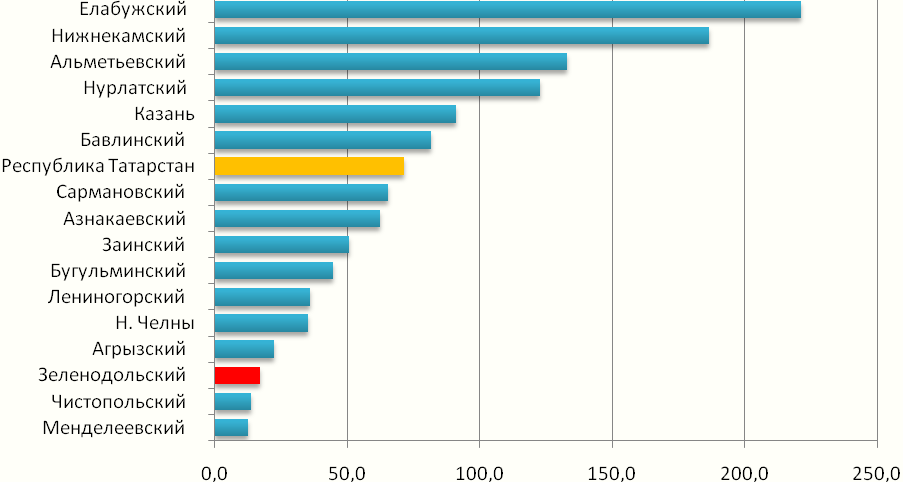 Елабужский
Нижнекамский
Альметьевский
Нурлатский
Казань
Бавлинский
Республика Татарстан
Сармановский
Азнакаевский
Заинский
Бугульминский
Лениногорский
Н. Челны
Агрызский
Зеленодольский
Чистопольский
Менделеевский
0,0 50,0 100,0 150,0 200,0 250,0